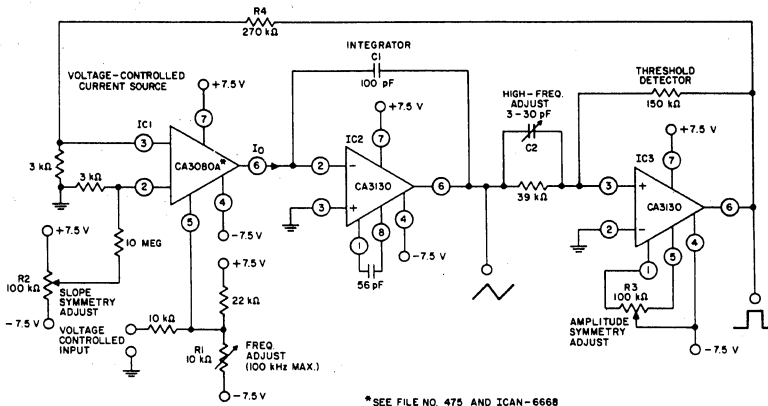 R4
270 kΩ
INTEGRATOR
C1
100 pF
VOLTAGE-CONTROLLED
CURRENT SOURCE
+7.5 V
HIGH-FREQ.
ADJUST
3-30 pF
C2
THRESHOLD
DETECTOR
150 kΩ
IC1
7
3
CA3080A*
IO
6
2
4
5
3 kΩ
3 kΩ
-7.5 V
IC2
+7.5 V
7
2
-
CA3130
+
3
6
1
8
4
-7.5 V
56 pF
39 kΩ
IC3
+7.5 V
7
3
+
CA3130
-
2
6
4
5
1
R3
100 kΩ
AMPLITUDE
SYMMETRY
ADJUST
-7.5 V
10 MEG
+7.5 V
R2
100 kΩ
SLOPE
SYMMETRY
ADJUST
-7.5 V
VOLTAGE
CONTROLLED
INPUT
10 kΩ
+7.5 V
22 kΩ
R1
10 kΩ
FREQ.
ADJUST
(100 kHz MAX.)
-7.5 V
*SEE FILE NO. 475 AND ICAN-6668